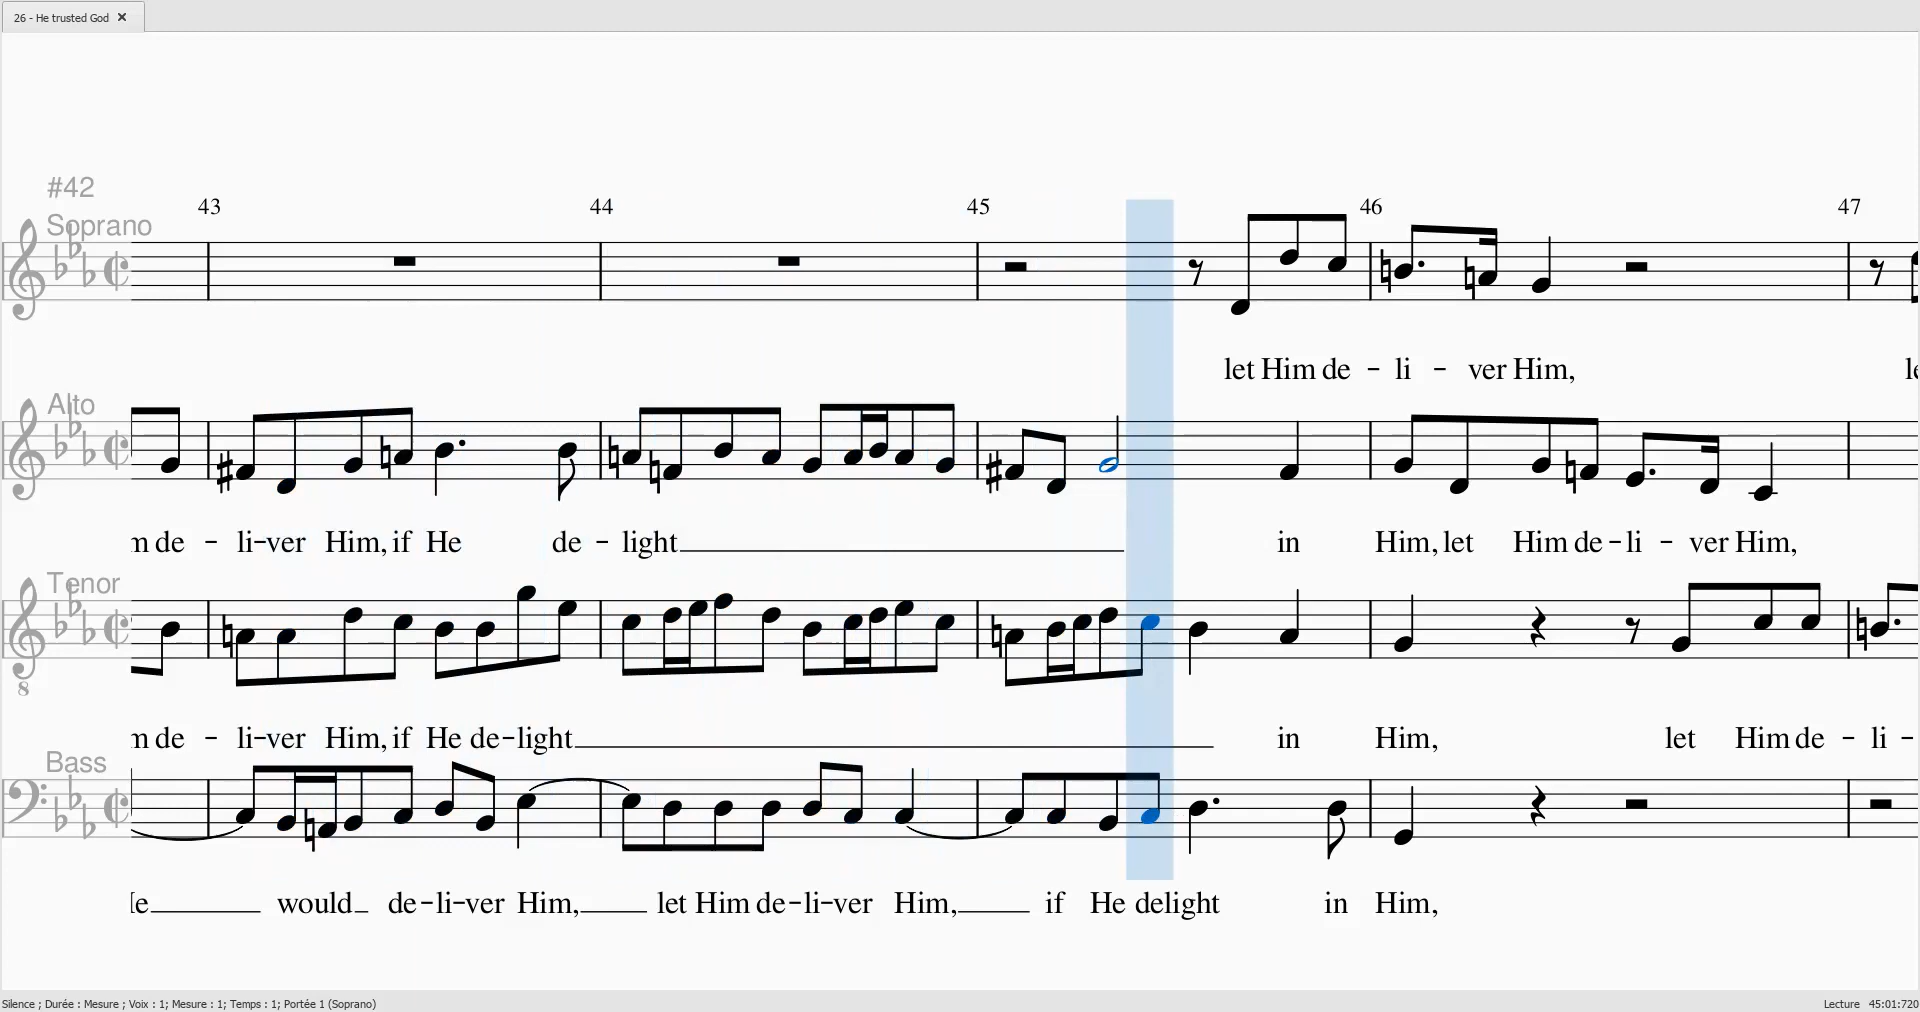 26 - He trusted God
#42
43 44 45 46 47
Soprano
let Him de - li - ver Him,
Alto
m de - li-ver Him, if He de - light in Him, let Him de-li - ver Him,
Tenor
8
m de - li-ver Him, if He de-light in Him, let Him de - li-
Bass
would de-li-ver Him, let Him de-li-ver Him, if He delight in Him,
Silence ; Durée : Mesure ; Voix : 1; Mesure : 1; Temps : 1; Portée 1 (Soprano)
Lecture 45:01:720